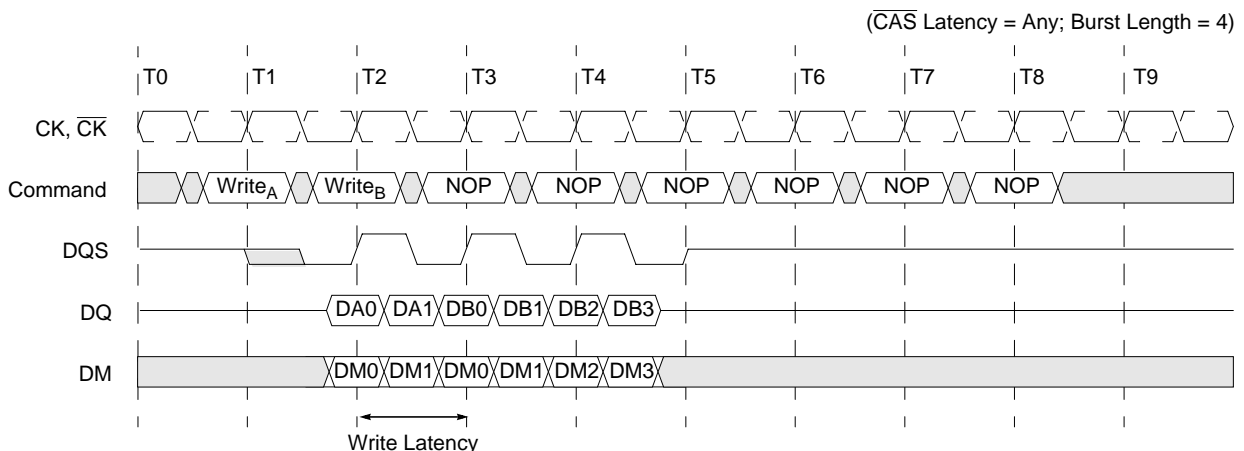 (CAS Latency = Any; Burst Length = 4)
T0 T1 T2 T3 T4 T5 T6 T7 T8 T9
CK, CK
Command WriteA WriteB NOP NOP NOP NOP NOP NOP
DQS
DQ DA0 DA1 DB0 DB1 DB2 DB3
DM DM0 DM1 DM0 DM1 DM2 DM3
Write Latency